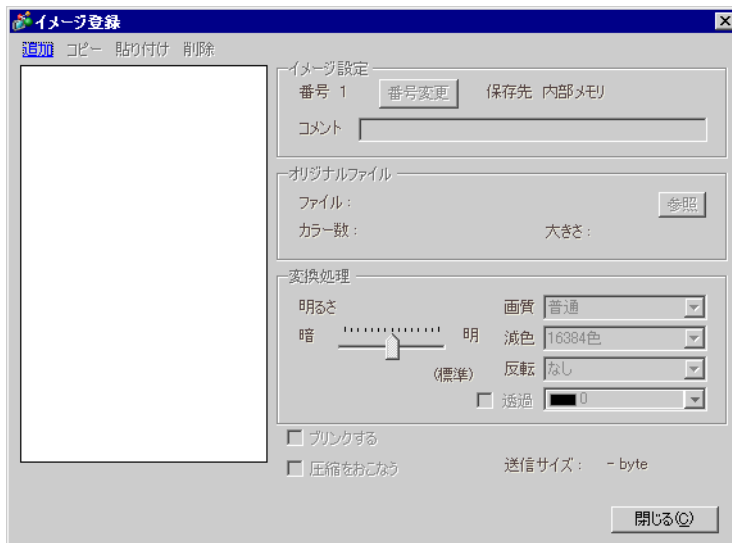 イメージ登録
追加 コピー 貼り付け 削除
イメージ設定
番号 1 番号変更 保存先 内部メモリ
コメント
オリジナルファイル
ファイル : 参照
カラー数 : 大きさ :
変換処理
明るさ 画質 普通
暗 明 減色 16384色
(標準) 反転 なし
透過 0
ブリンクする
圧縮をおこなう 送信サイズ : - byte
閉じる(C)